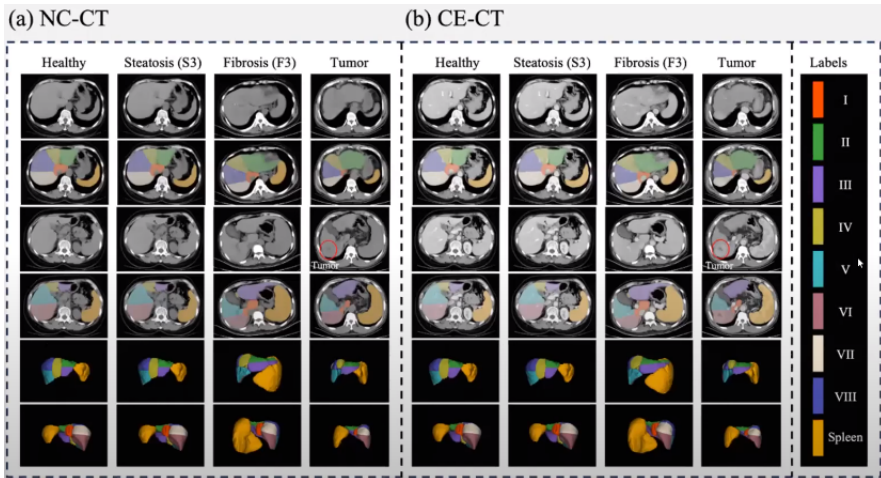 (a) NC-CT
(b) CE-CT
Healthy
Steatosis (S3)
Fibrosis (F3)
Tumor
Healthy
Steatosis (S3)
Fibrosis (F3)
Tumor
Labels
Tumor
Tumor
I
II
III
IV
V
VI
VII
VIII
Spleen